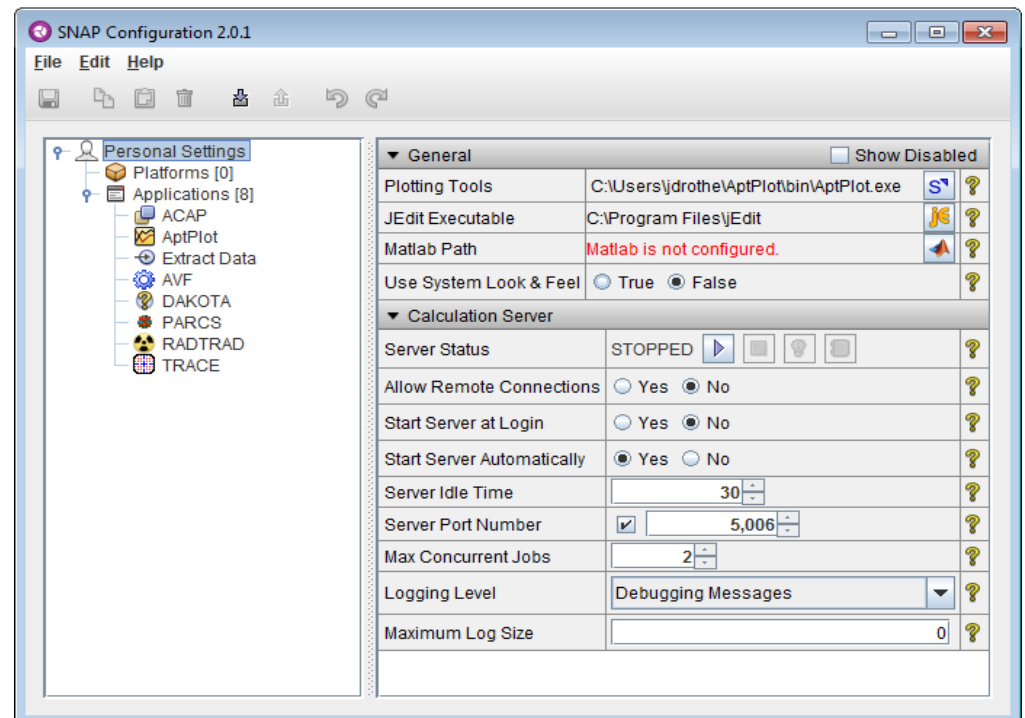 SNAP Configuration 2.0.1
File Edit Help
Personal Settings
Platforms [0]
Applications [8]
ACAP
AptPlot
Extract Data
AVF
DAKOTA
PARCS
RADTRAD
TRACE
General Show Disabled
Plotting Tools C:\Users\jdrothe\AptPlot\bin\AptPlot.exe
JEdit Executable C:\Program Files\jEdit
Matlab Path Matlab is not configured.
Use System Look & Feel True False
Calculation Server
Server Status STOPPED
Allow Remote Connections Yes No
Start Server at Login Yes No
Start Server Automatically Yes No
Server Idle Time 30
Server Port Number 5,006
Max Concurrent Jobs 2
Logging Level Debugging Messages
Maximum Log Size 0